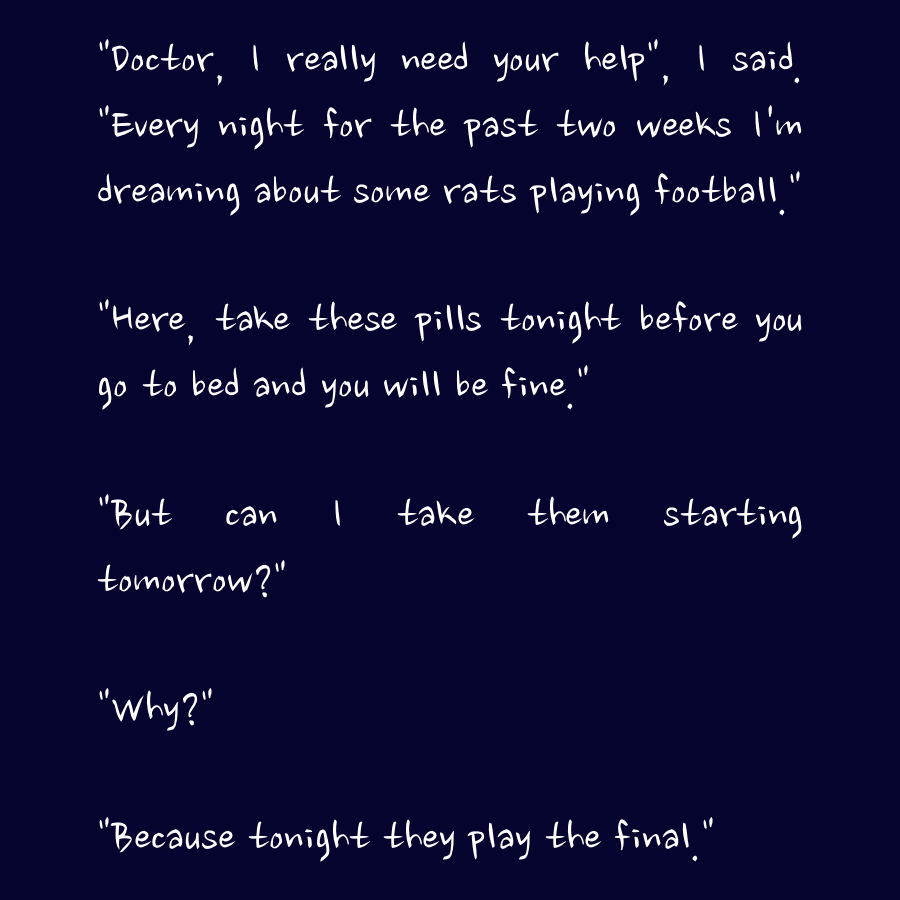 "Doctor, I really need your help", I said.
"Every night for the past two weeks I'm
dreaming about some rats playing football."
"Here, take these pills tonight before you
go to bed and you will be fine."
"But can I take them starting
tomorrow?"
"Why?"
"Because tonight they play the final."